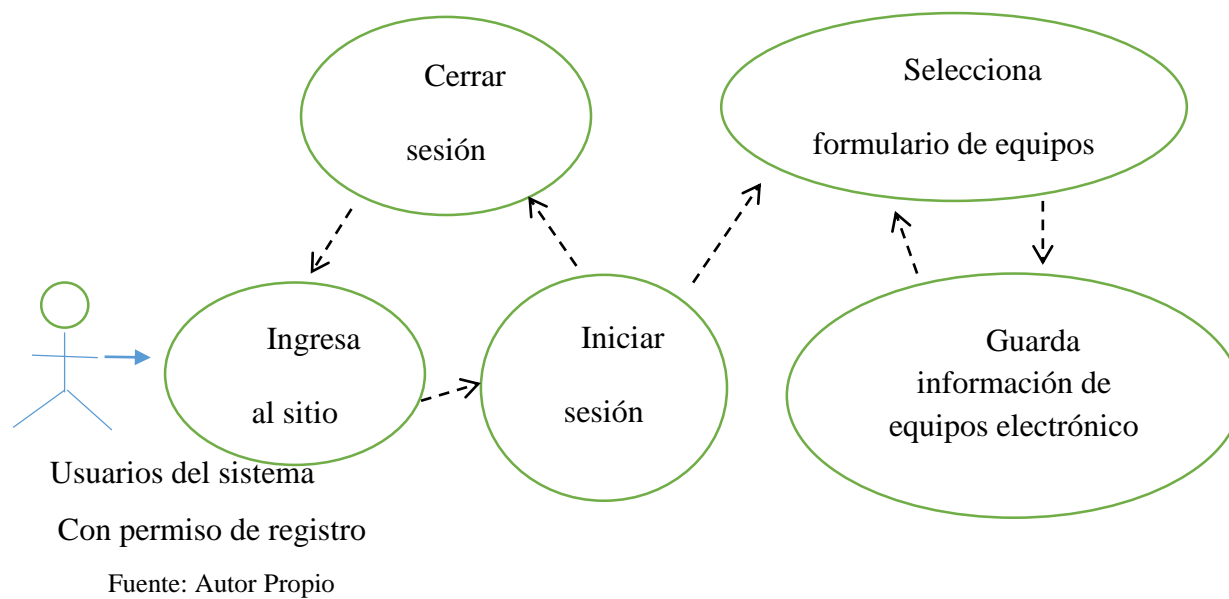 Cerrar
sesión
Selecciona
formulario de equipos
Ingresa
al sitio
Iniciar
sesión
Guarda
información de
equipos electrónico
Usuarios del sistema
Con permiso de registro
Fuente: Autor Propio